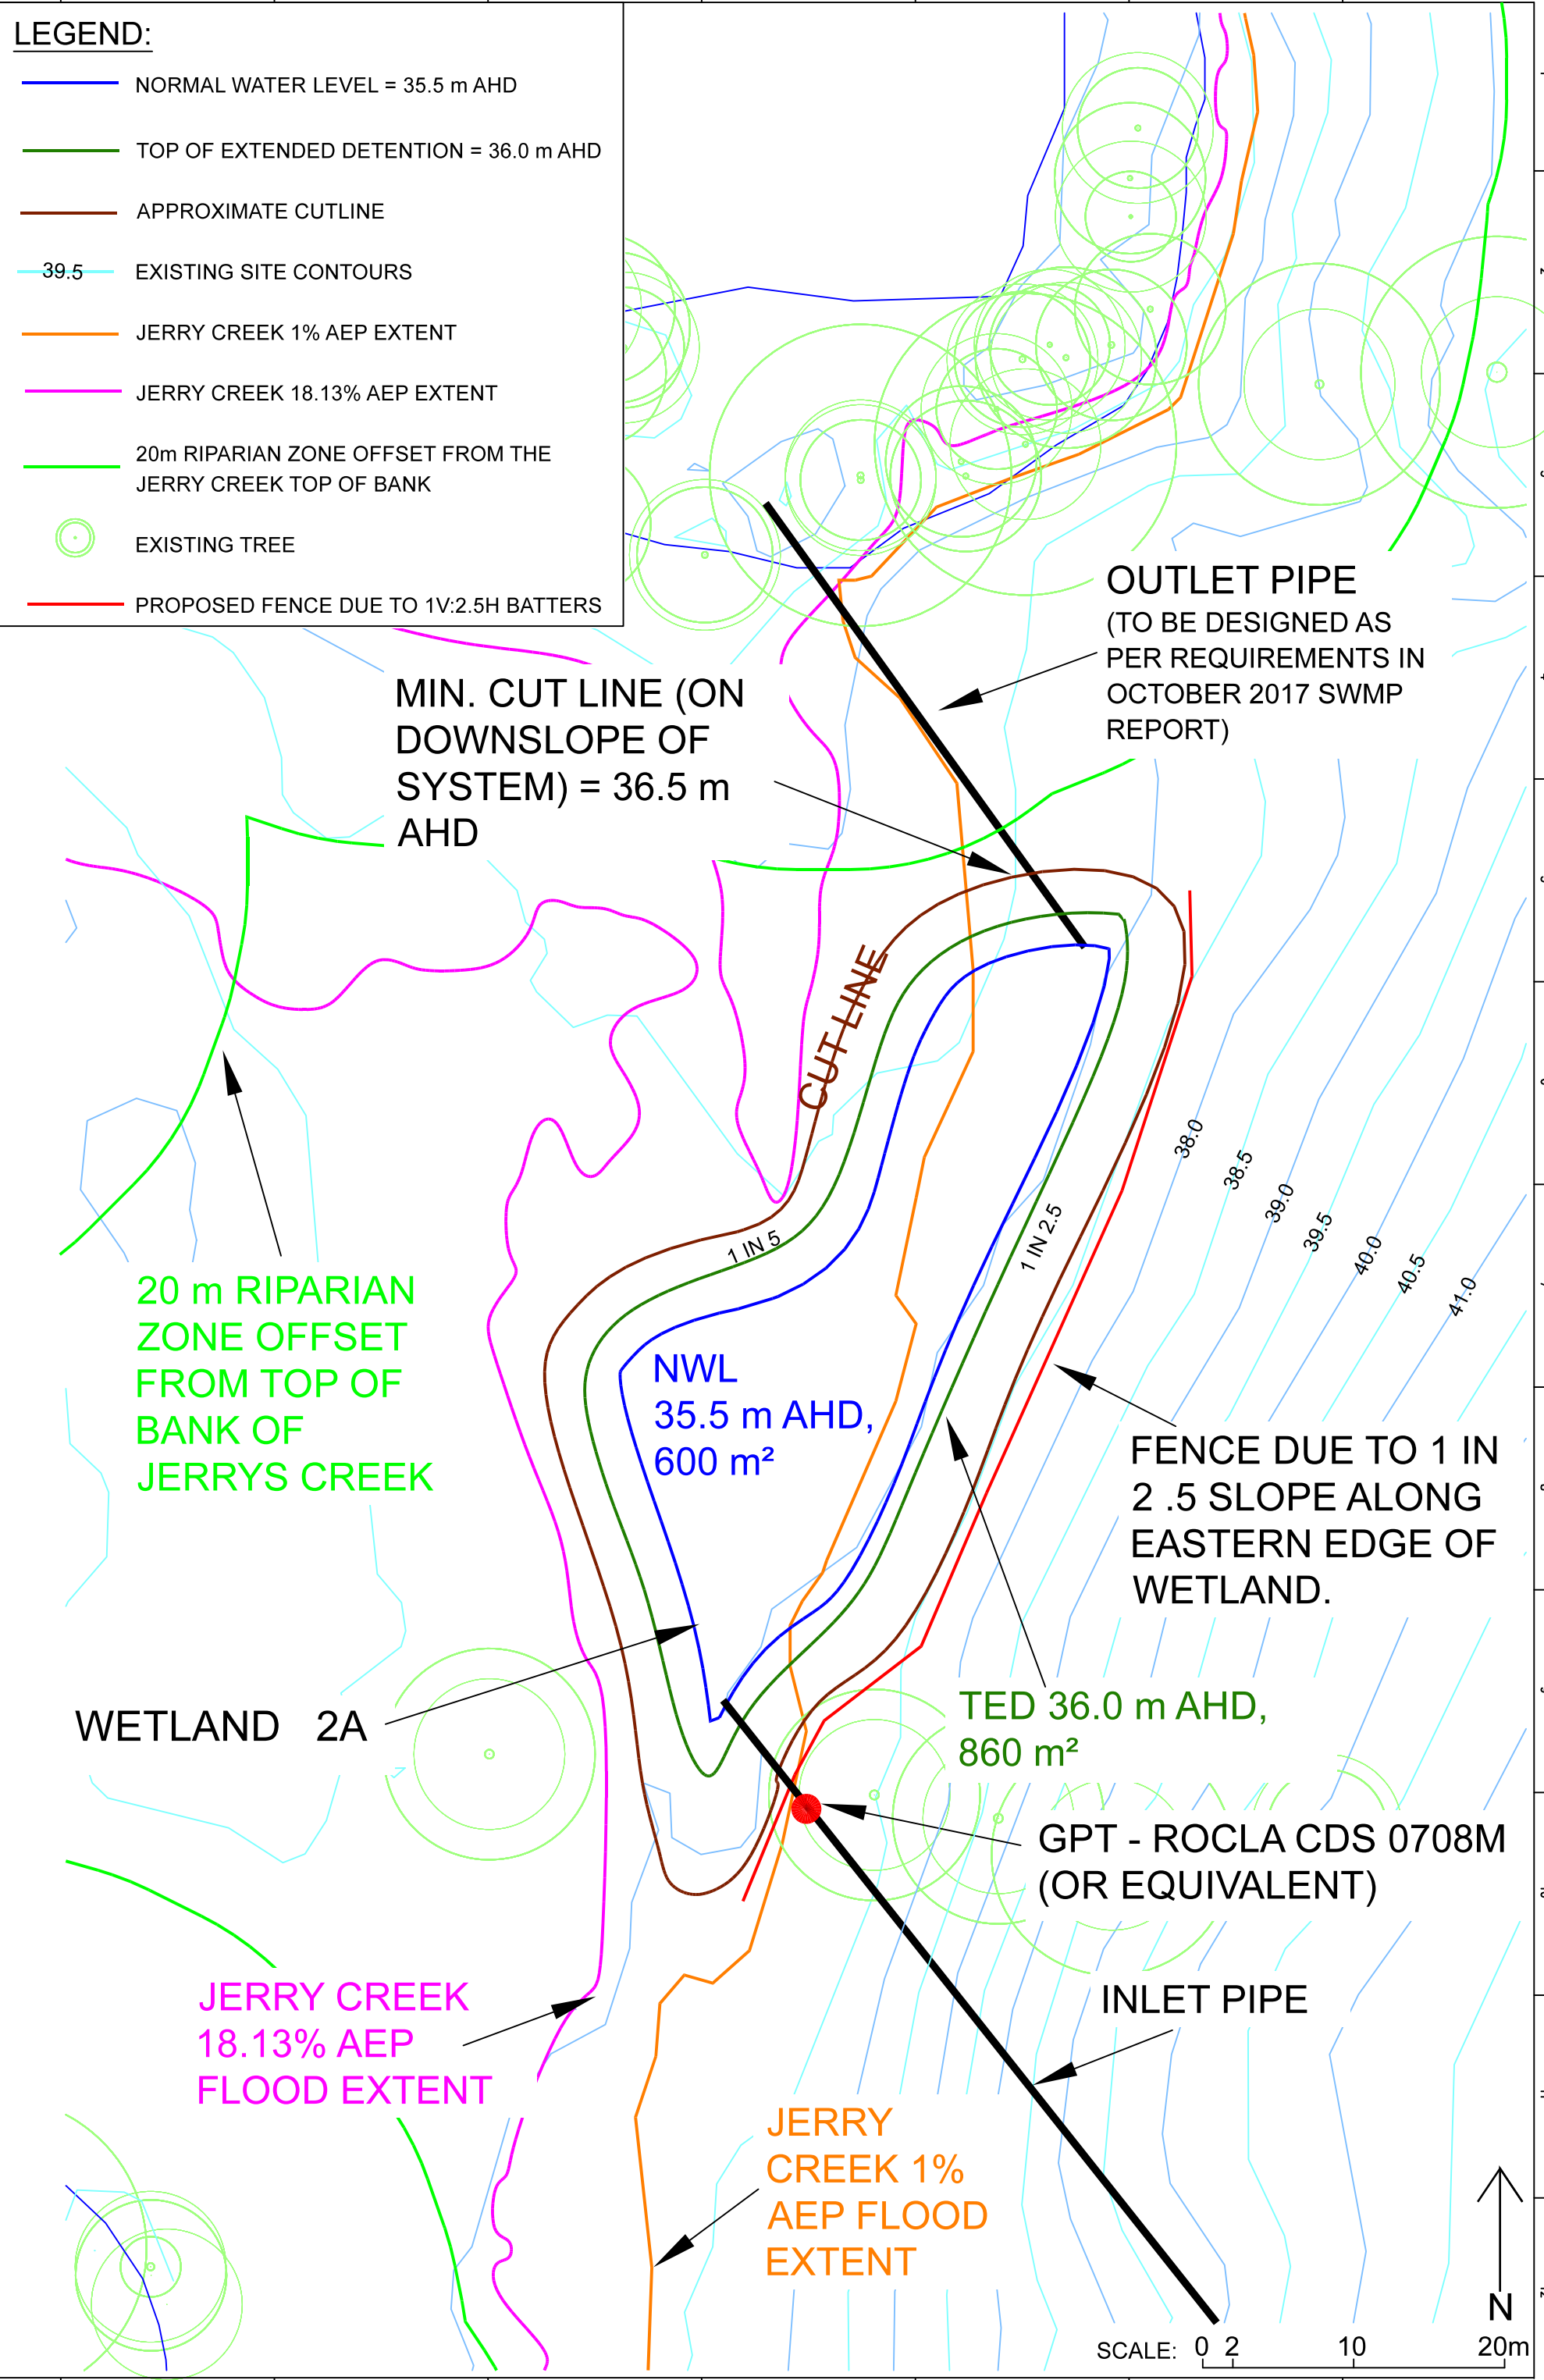 LEGEND:
NORMAL WATER LEVEL = 35.5 m AHD
TOP OF EXTENDED DETENTION = 36.0 m AHD
APPROXIMATE CUTLINE
39.5 EXISTING SITE CONTOURS
JERRY CREEK 1% AEP EXTENT
JERRY CREEK 18.13% AEP EXTENT
20m RIPARIAN ZONE OFFSET FROM THE
JERRY CREEK TOP OF BANK
EXISTING TREE
PROPOSED FENCE DUE TO 1V:2.5H BATTERS
OUTLET PIPE
(TO BE DESIGNED AS
PER REQUIREMENTS IN
OCTOBER 2017 SWMP
REPORT)
MIN. CUT LINE (ON
DOWNSLOPE OF
SYSTEM) = 36.5 m
AHD
CUT LINE
1 IN 5
1 IN 2.5
38.0
38.5
39.0
39.5
40.0
40.5
41.0
20 m RIPARIAN
ZONE OFFSET
FROM TOP OF
BANK OF
JERRYS CREEK
NWL
35.5 m AHD,
600 m²
FENCE DUE TO 1 IN
2 .5 SLOPE ALONG
EASTERN EDGE OF
WETLAND.
WETLAND 2A
TED 36.0 m AHD,
860 m²
GPT - ROCLA CDS 0708M
(OR EQUIVALENT)
JERRY CREEK
18.13% AEP
FLOOD EXTENT
INLET PIPE
JERRY
CREEK 1%
AEP FLOOD
EXTENT
N
SCALE: 0 2 10 20m